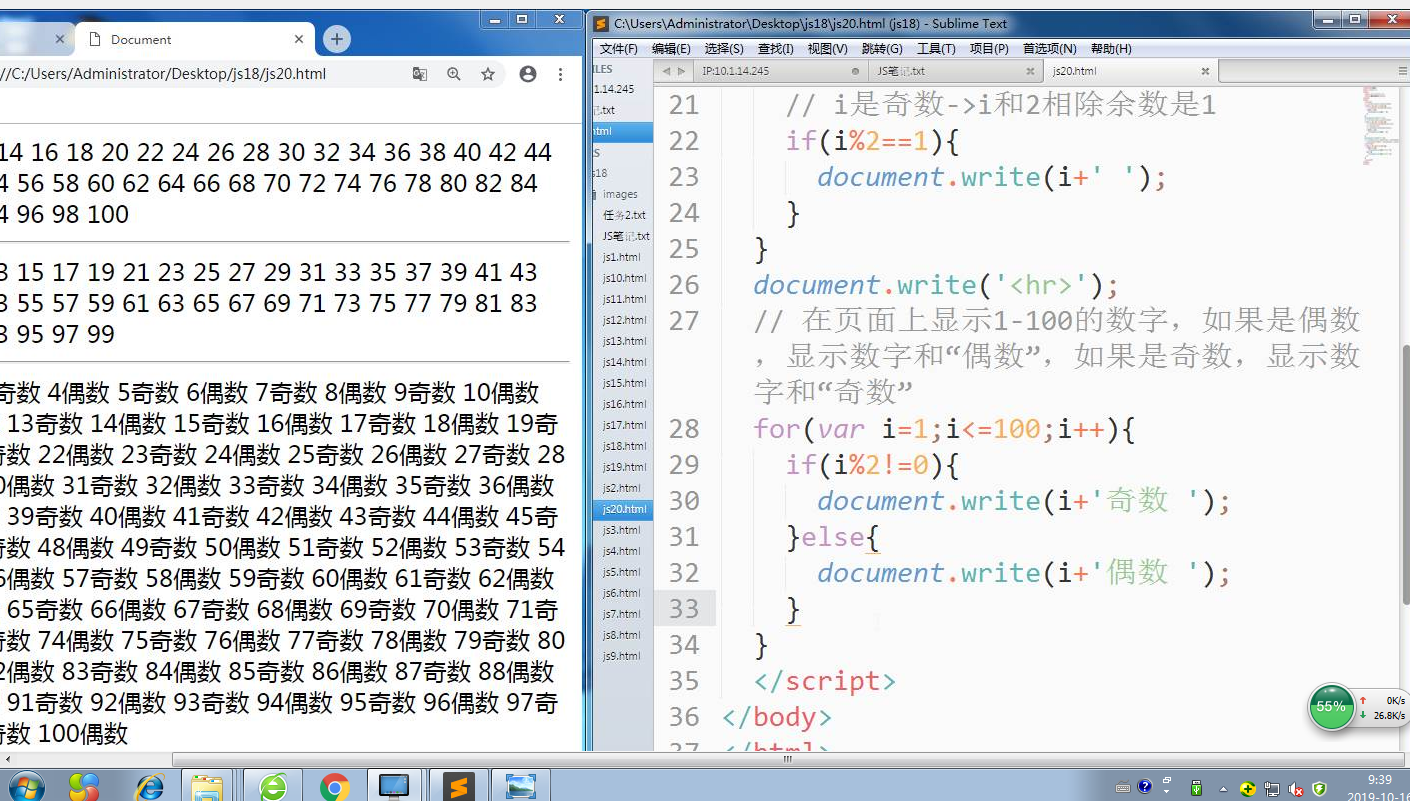 Document
//C:/Users/Administrator/Desktop/js18/js20.html
14 16 18 20 22 24 26 28 30 32 34 36 38 40 42 44
4 56 58 60 62 64 66 68 70 72 74 76 78 80 82 84
4 96 98 100
3 15 17 19 21 23 25 27 29 31 33 35 37 39 41 43
3 55 57 59 61 63 65 67 69 71 73 75 77 79 81 83
3 95 97 99
奇数 4偶数 5奇数 6偶数 7奇数 8偶数 9奇数 10偶数
13奇数 14偶数 15奇数 16偶数 17奇数 18偶数 19奇
奇数 22偶数 23奇数 24偶数 25奇数 26偶数 27奇数 28
0偶数 31奇数 32偶数 33奇数 34偶数 35奇数 36偶数
39奇数 40偶数 41奇数 42偶数 43奇数 44偶数 45奇
奇数 48偶数 49奇数 50偶数 51奇数 52偶数 53奇数 54
6偶数 57奇数 58偶数 59奇数 60偶数 61奇数 62偶数
65奇数 66偶数 67奇数 68偶数 69奇数 70偶数 71奇
奇数 74偶数 75奇数 76偶数 77奇数 78偶数 79奇数 80
2偶数 83奇数 84偶数 85奇数 86偶数 87奇数 88偶数
91奇数 92偶数 93奇数 94偶数 95奇数 96偶数 97奇
奇数 100偶数
C:\Users\Administrator\Desktop\js18\js20.html (js18) - Sublime Text
文件(F) 编辑(E) 选择(S) 查找(I) 视图(V) 跳转(G) 工具(T) 项目(P) 首选项(N) 帮助(H)
IP:10.1.14.245 JS笔记.txt js20.html
ILES
1.14.245
记.txt
html
S
s18
images
任务2.txt
JS笔记.txt
js1.html
js10.html
js11.html
js12.html
js13.html
js14.html
js15.html
js16.html
js17.html
js18.html
js19.html
js2.html
js20.html
js3.html
js4.html
js5.html
js6.html
js7.html
js8.html
js9.html
21 // i是奇数->i和2相除余数是1
22 if(i%2==1){
23 document.write(i+' ');
24 }
25 }
26 document.write('<hr>');
27 // 在页面上显示1-100的数字，如果是偶数
，显示数字和“偶数”，如果是奇数，显示数
字和“奇数”
28 for(var i=1;i<=100;i++){
29 if(i%2!=0){
30 document.write(i+'奇数 ');
31 }else{
32 document.write(i+'偶数 ');
33 }
34 }
35 </script>
36 </body>
37 </html>
55%
0K/s
26.8K/s
9:39
2019-10-16